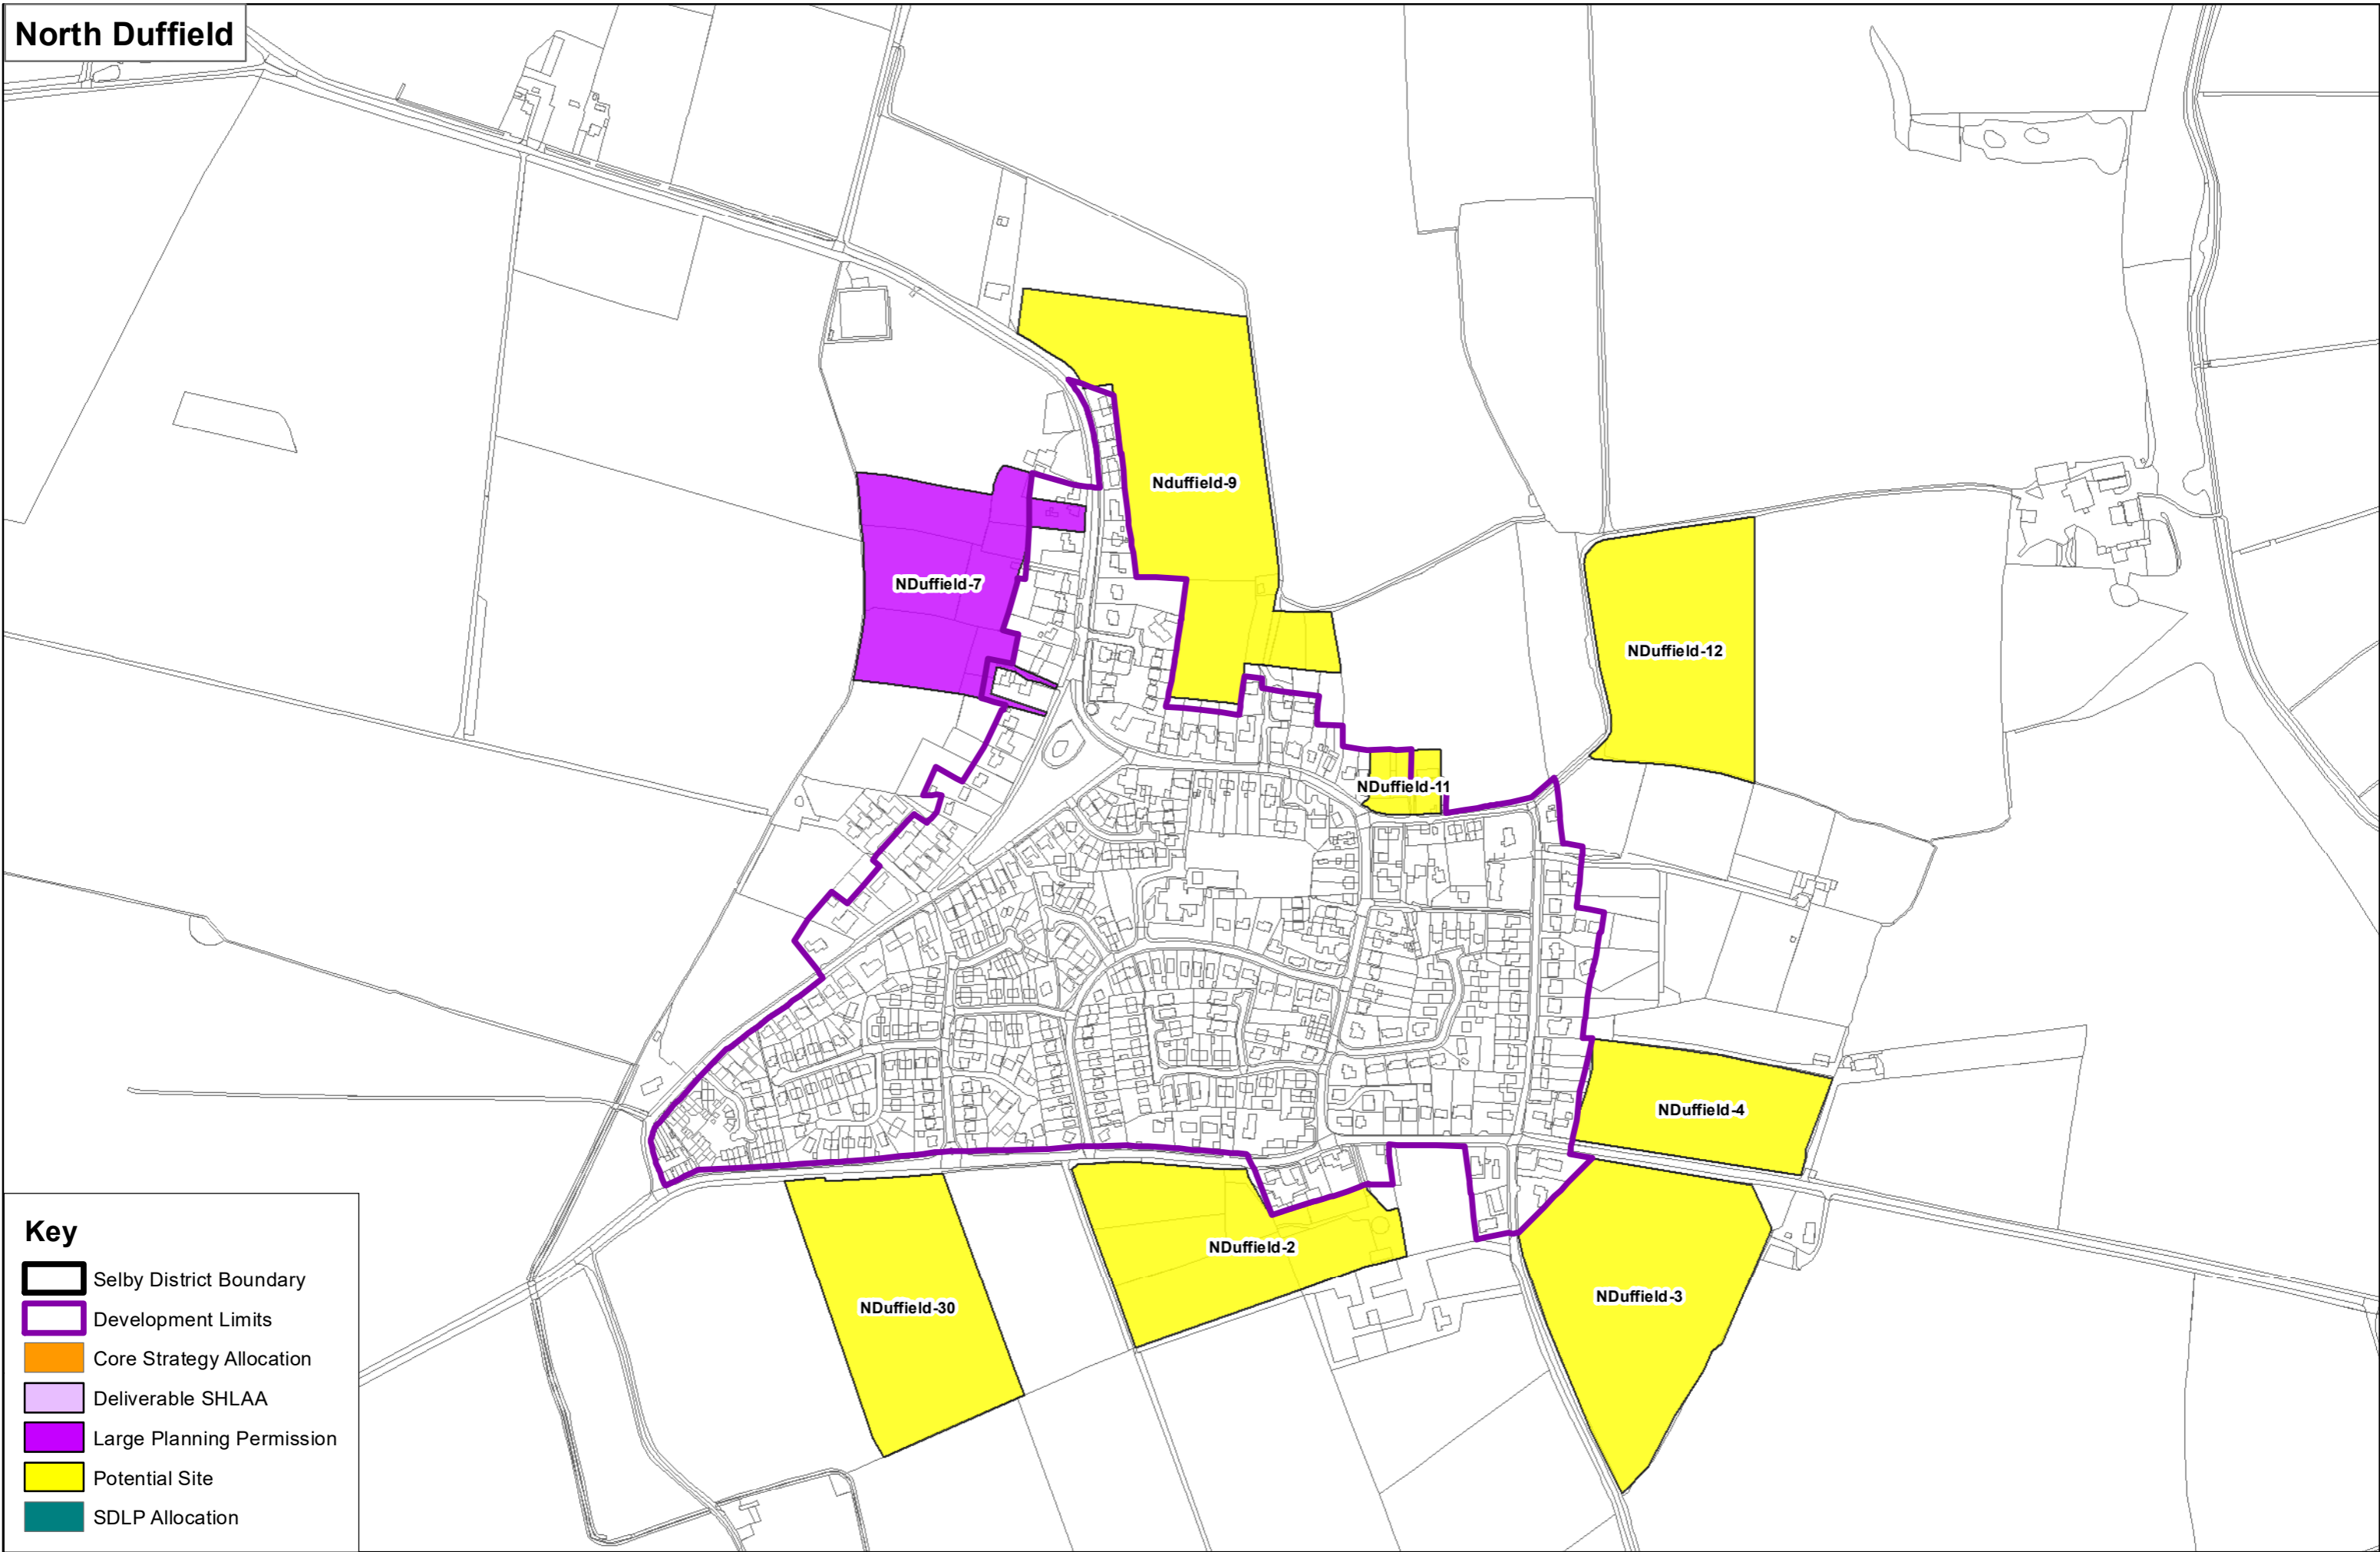 North Duffield
Nduffield-9
NDuffield-7
NDuffield-12
NDuffield-11
NDuffield-4
NDuffield-2
NDuffield-3
NDuffield-30
Key
Selby District Boundary
Development Limits
Core Strategy Allocation
Deliverable SHLAA
Large Planning Permission
Potential Site
SDLP Allocation